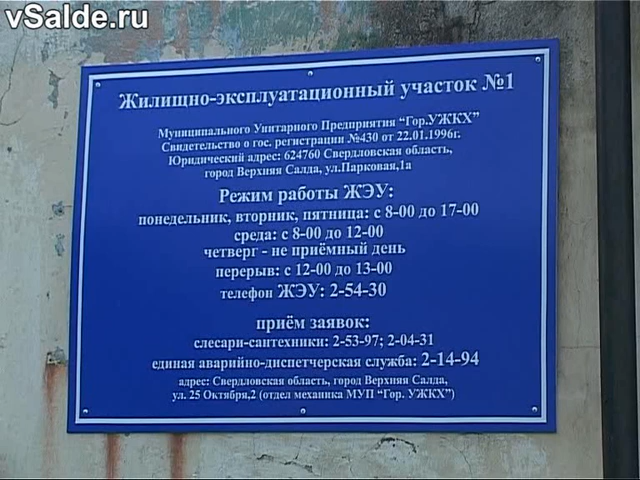 vSalde.ru
Жилищно-эксплуатационный участок №1
Муниципального Унитарного Предприятия "Гор.УЖКХ"
Свидетельство о гос. регистрации №430 от 22.01.1996г.
Юридический адрес: 624760 Свердловская область,
город Верхняя Салда, ул.Парковая,1а
Режим работы ЖЭУ:
понедельник, вторник, пятница: с 8-00 до 17-00
среда: с 8-00 до 12-00
четверг - не приёмный день
перерыв: с 12-00 до 13-00
телефон ЖЭУ: 2-54-30
приём заявок:
слесари-сантехники: 2-53-97; 2-04-31
единая аварийно-диспетчерская служба: 2-14-94
адрес: Свердловская область, город Верхняя Салда,
ул. 25 Октября,2 (отдел механика МУП "Гор. УЖКХ")